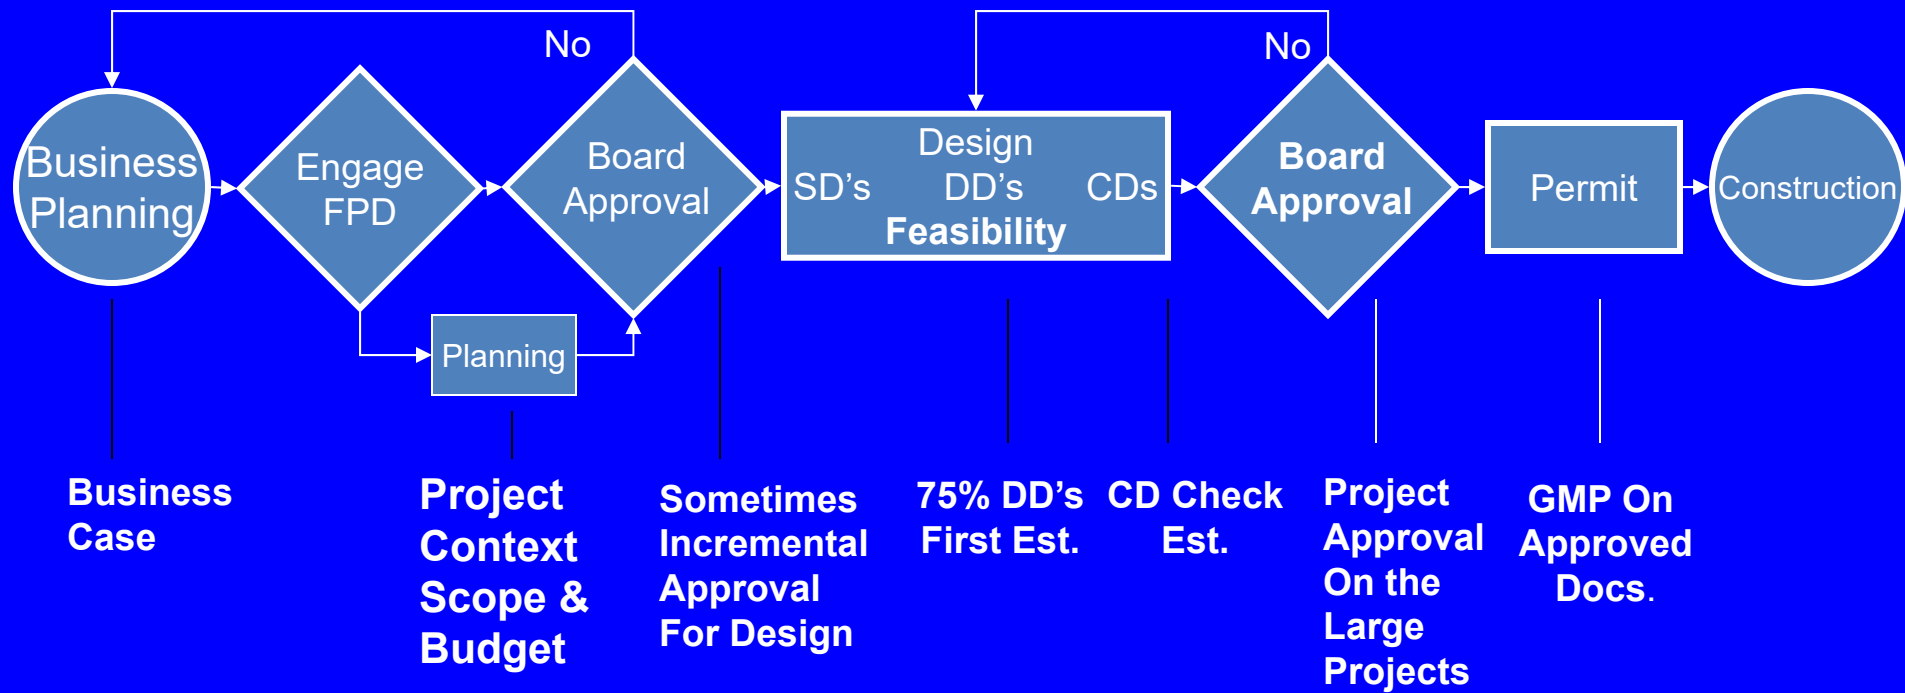 No
No
Business
Planning
Engage
FPD
Board
Approval
Design
SD’s DD’s CDs
Feasibility
Board
Approval
Permit
Construction
Planning
Business
Case
Project
Context
Scope &
Budget
Sometimes
Incremental
Approval
For Design
75% DD’s
First Est.
CD Check
Est.
Project
Approval
On the
Large
Projects
GMP On
Approved
Docs.